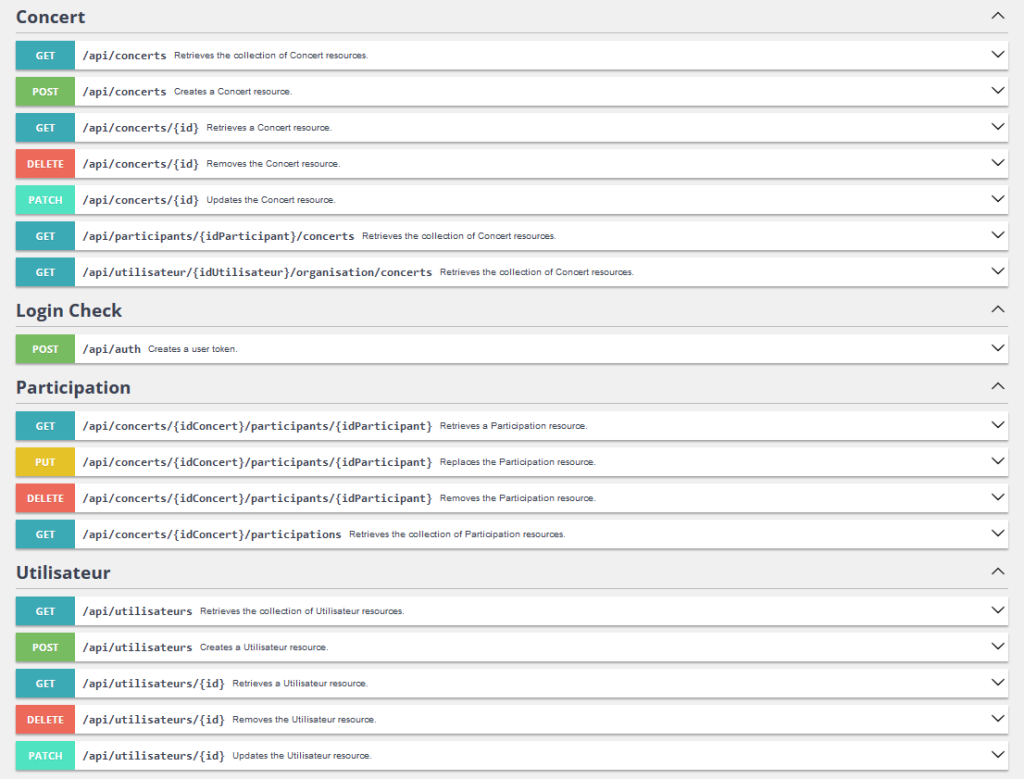 Concert
GET /api/concerts Retrieves the collection of Concert resources.
POST /api/concerts Creates a Concert resource.
GET /api/concerts/{id} Retrieves a Concert resource.
DELETE /api/concerts/{id} Removes the Concert resource.
PATCH /api/concerts/{id} Updates the Concert resource.
GET /api/participants/{idParticipant}/concerts Retrieves the collection of Concert resources.
GET /api/utilisateur/{idUtilisateur}/organisation/concerts Retrieves the collection of Concert resources.
Login Check
POST /api/auth Creates a user token.
Participation
GET /api/concerts/{idConcert}/participants/{idParticipant} Retrieves a Participation resource.
PUT /api/concerts/{idConcert}/participants/{idParticipant} Replaces the Participation resource.
DELETE /api/concerts/{idConcert}/participants/{idParticipant} Removes the Participation resource.
GET /api/concerts/{idConcert}/participations Retrieves the collection of Participation resources.
Utilisateur
GET /api/utilisateurs Retrieves the collection of Utilisateur resources.
POST /api/utilisateurs Creates a Utilisateur resource.
GET /api/utilisateurs/{id} Retrieves a Utilisateur resource.
DELETE /api/utilisateurs/{id} Removes the Utilisateur resource.
PATCH /api/utilisateurs/{id} Updates the Utilisateur resource.